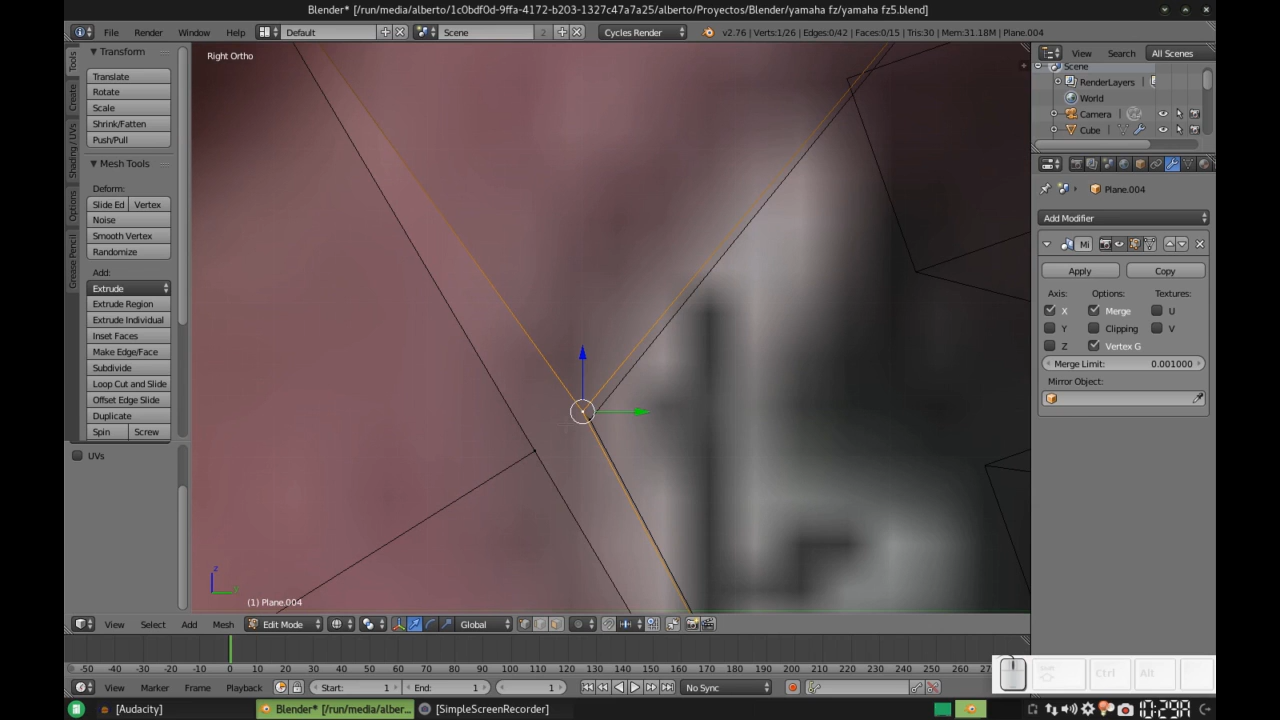 Blender* [/run/media/alberto/1c0bdf0d-9ffa-4172-b203-1327c47a7a25/alberto/Proyectos/Blender/yamaha fz/yamaha fz5.blend]
File Render Window Help Default Scene 2 Cycles Render v2.76 | Verts:1/26 | Edges:0/42 | Faces:0/15 | Tris:30 | Mem:31.18M | Plane.004
Tools
Create
Shading / UVs
Options
Grease Pencil
Transform
Translate
Rotate
Scale
Shrink/Fatten
Push/Pull
Mesh Tools
Deform:
Slide Ed Vertex
Noise
Smooth Vertex
Randomize
Add:
Extrude
Extrude Region
Extrude Individual
Inset Faces
Make Edge/Face
Subdivide
Loop Cut and Slide
Offset Edge Slide
Duplicate
Spin Screw
UVs
Right Ortho
z
(1) Plane.004
View Search All Scenes
Scene
RenderLayers
World
Camera
Cube
Plane.004
Add Modifier
Mi
Apply Copy
Axis: Options: Textures:
X Merge U
Y Clipping V
Z Vertex G
Merge Limit: 0.001000
Mirror Object:
View Select Add Mesh Edit Mode Global
-50 -40 -30 -20 -10 0 10 20 30 40 50 60 70 80 90 100 110 120 130 140 150 160 170 180 190 200 210 220 230 240 250 260
View Marker Frame Playback Start: 1 End: 1 1 No Sync
Ctrl Alt
[Audacity] Blender* [/run/media/alber... [SimpleScreenRecorder]